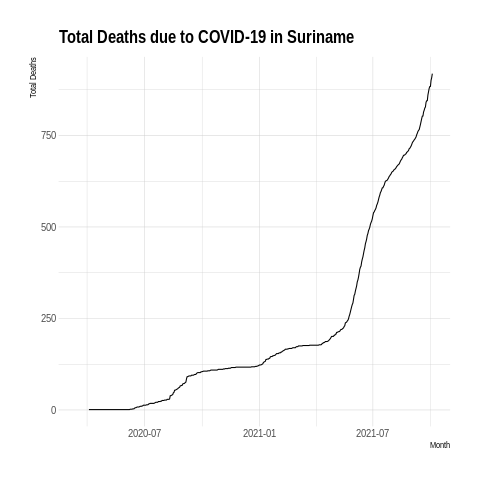 Total Deaths due to COVID-19 in Suriname
Total Deaths
750
500
250
0
2020-07
2021-01
2021-07
Month